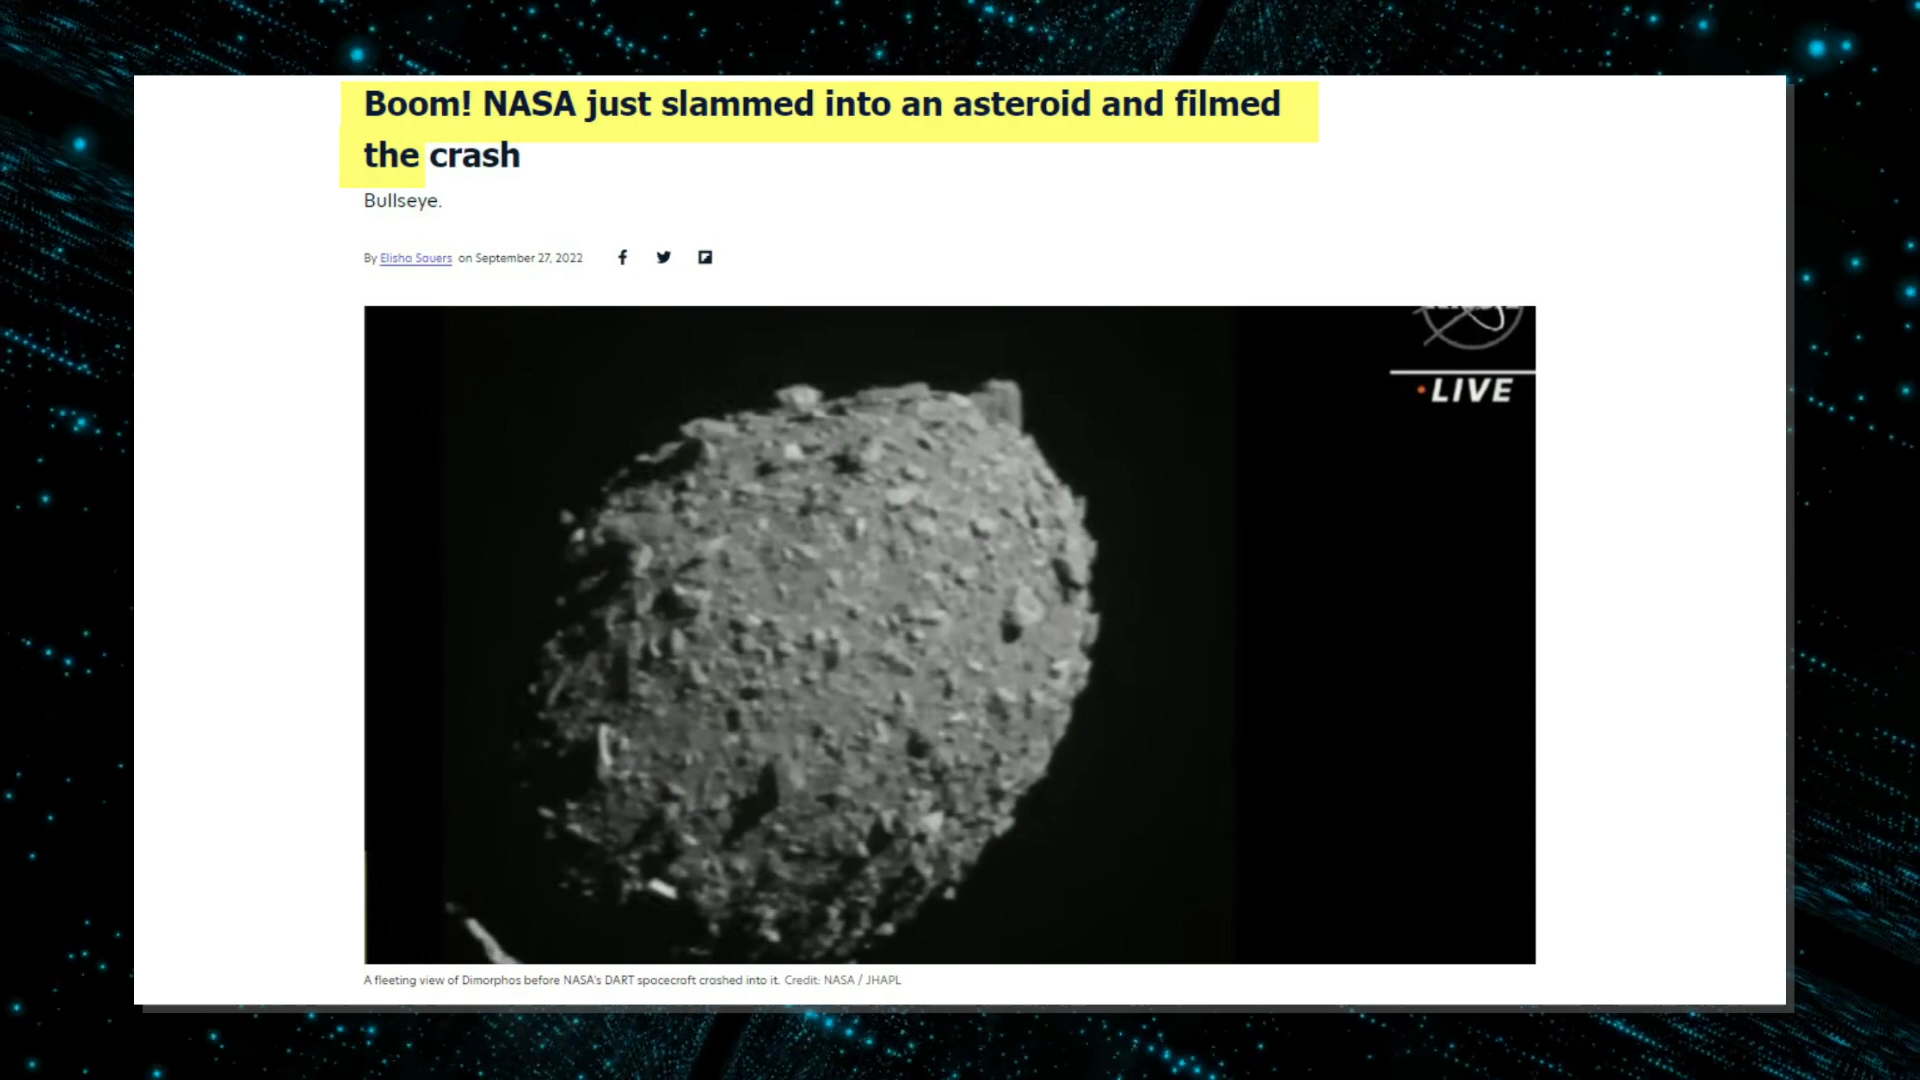 Boom! NASA just slammed into an asteroid and filmed
the crash
Bullseye.
By Elisha Sauers on September 27, 2022
LIVE
A fleeting view of Dimorphos before NASA's DART spacecraft crashed into it. Credit: NASA / JHAPL